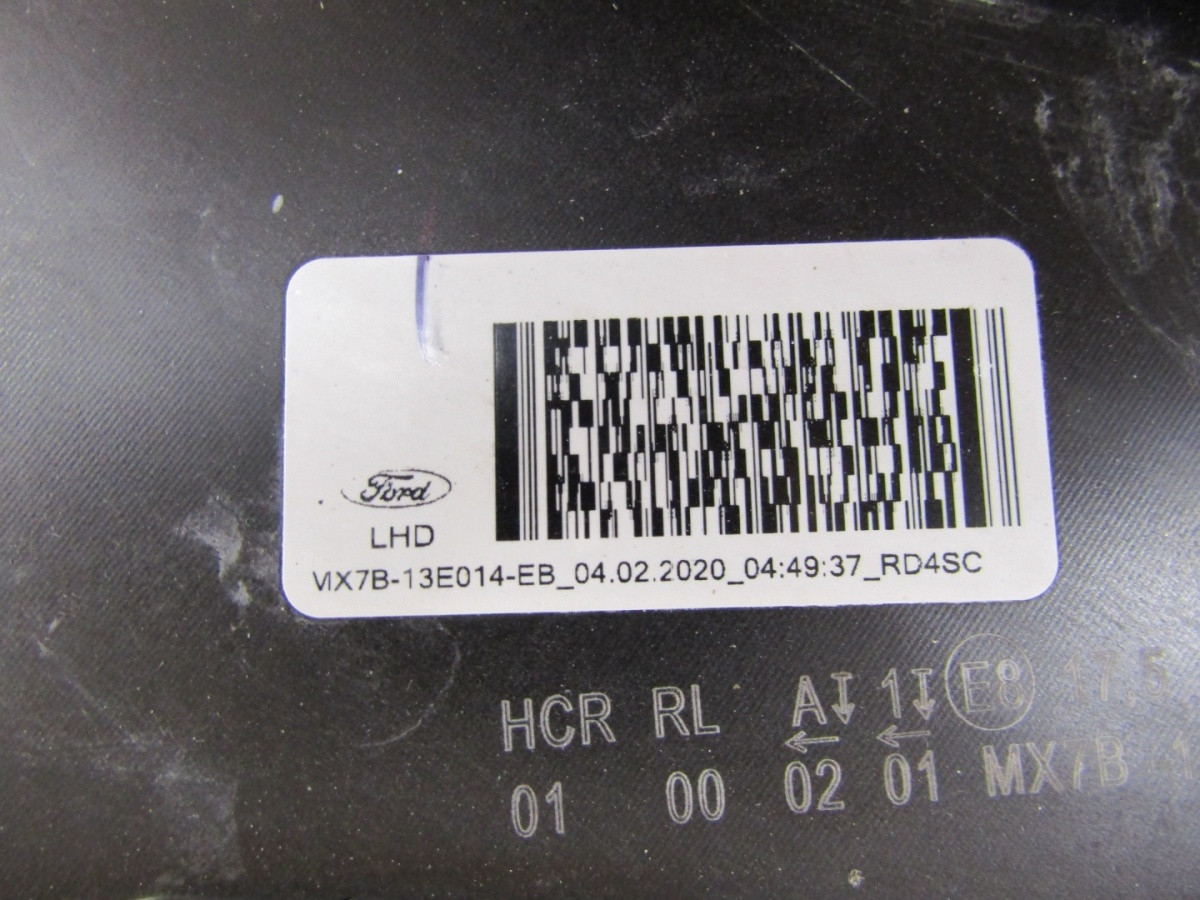 Ford
LHD
MX7B-13E014-EB_04.02.2020_04:49:37_RD4SC
HCR RL A 1 E8 17.5
01 00 02 01 MX7B -1